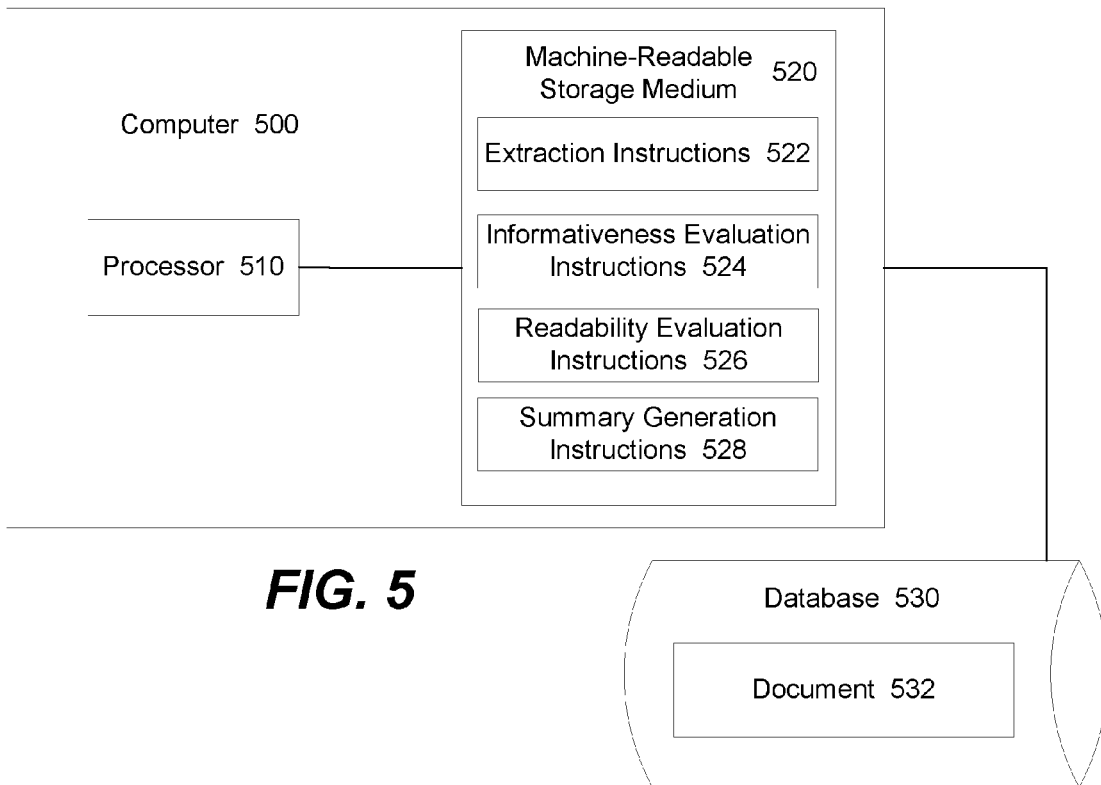 Machine-Readable
Storage Medium 520
Computer 500
Extraction Instructions 522
Informativeness Evaluation
Instructions 524
Processor 510
Readability Evaluation
Instructions 526
Summary Generation
Instructions 528
FIG. 5
Database 530
Document 532